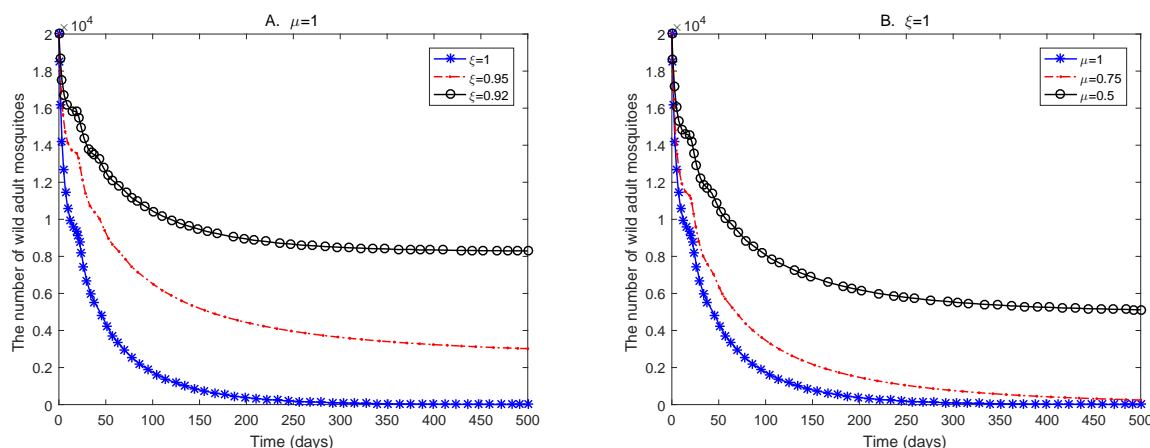 A. μ=1
×10⁴
2
1.8
1.6
1.4
1.2
1
0.8
0.6
0.4
0.2
0
The number of wild adult mosquitoes
ξ=1
ξ=0.95
ξ=0.92
0 50 100 150 200 250 300 350 400 450 500
Time (days)
B. ξ=1
×10⁴
2
1.8
1.6
1.4
1.2
1
0.8
0.6
0.4
0.2
0
The number of wild adult mosquitoes
μ=1
μ=0.75
μ=0.5
0 50 100 150 200 250 300 350 400 450 500
Time (days)